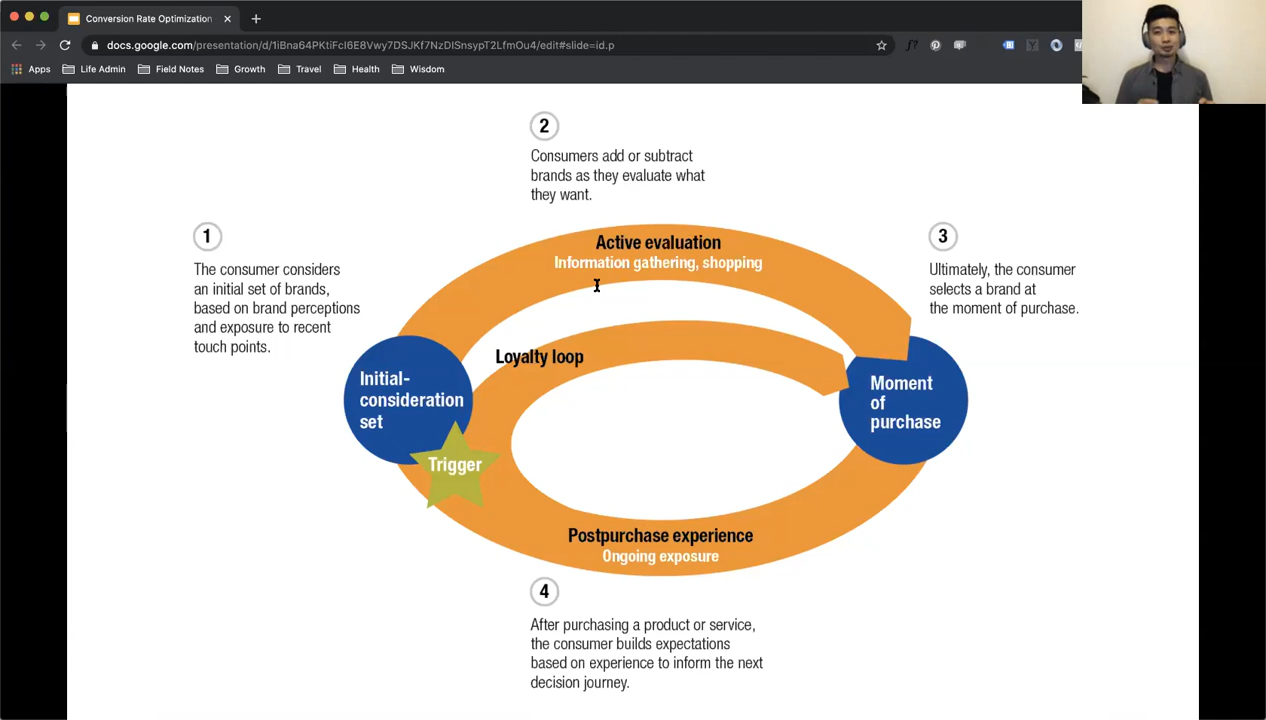 Conversion Rate Optimization
docs.google.com/presentation/d/1iBna64PKtiFcI6E8Vwy7DSJKf7NzDISnsypT2LfmOu4/edit#slide=id.p
Apps Life Admin Field Notes Growth Travel Health Wisdom
2
Consumers add or subtract
brands as they evaluate what
they want.
1
The consumer considers
an initial set of brands,
based on brand perceptions
and exposure to recent
touch points.
Active evaluation
Information gathering, shopping
3
Ultimately, the consumer
selects a brand at
the moment of purchase.
Loyalty loop
Initial-
consideration
set
Moment
of
purchase
Trigger
Postpurchase experience
Ongoing exposure
4
After purchasing a product or service,
the consumer builds expectations
based on experience to inform the next
decision journey.